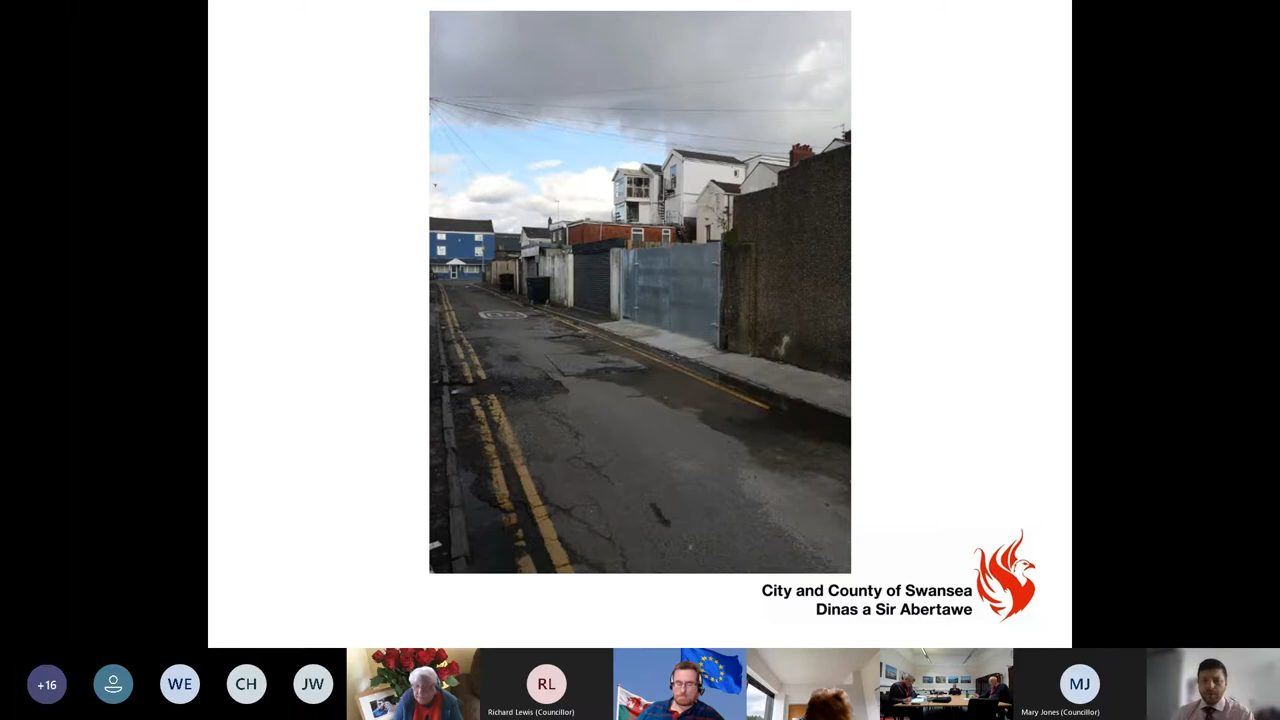 City and County of Swansea
Dinas a Sir Abertawe
+16
WE
CH
JW
RL
Richard Lewis (Councillor)
MJ
Mary Jones (Councillor)